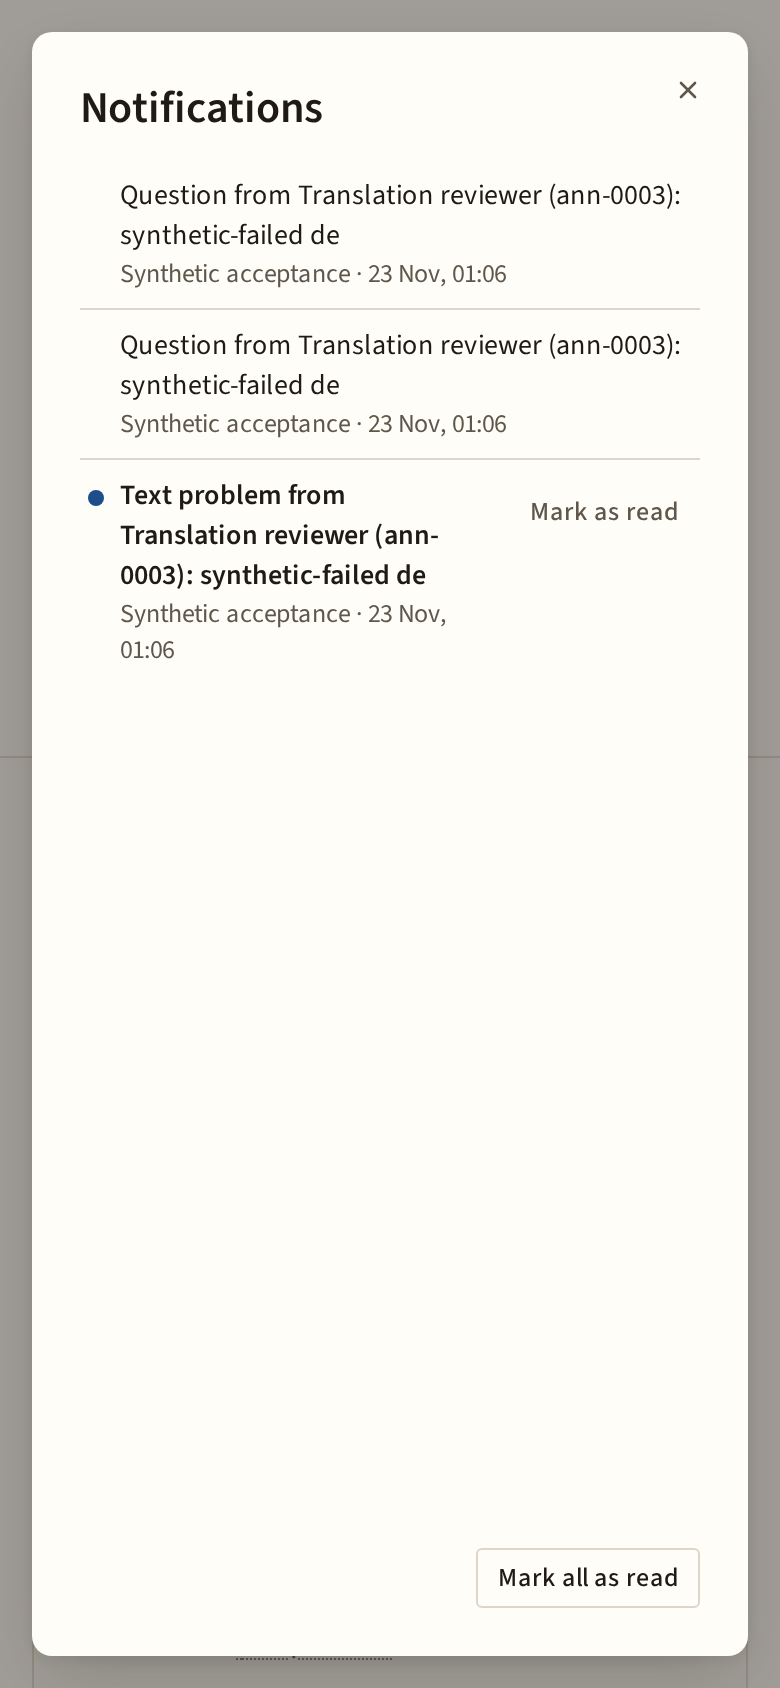 Notifications
Question from Translation reviewer (ann-0003):
synthetic-failed de
Synthetic acceptance · 23 Nov, 01:06
Question from Translation reviewer (ann-0003):
synthetic-failed de
Synthetic acceptance · 23 Nov, 01:06
Text problem from
Translation reviewer (ann-
0003): synthetic-failed de
Synthetic acceptance · 23 Nov,
01:06
Mark as read
Mark all as read